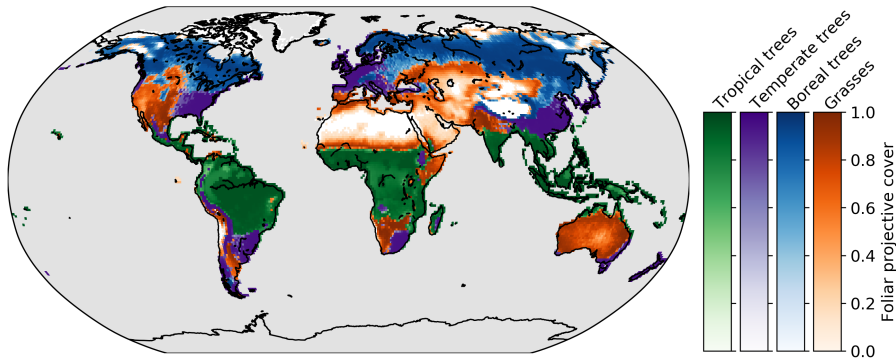 Tropical trees
Temperate trees
Boreal trees
Grasses
1.0
0.8
0.6
0.4
0.2
0.0
Foliar projective cover